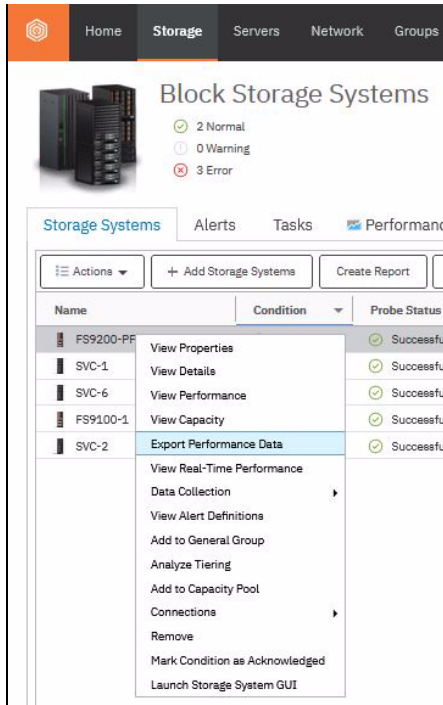 Home Storage Servers Network Groups
Block Storage Systems
2 Normal
0 Warning
3 Error
Storage Systems Alerts Tasks Performanc
Actions + Add Storage Systems Create Report
Name Condition Probe Status
FS9200-PF Successfu
SVC-1 Successfu
SVC-6 Successfu
FS9100-1 Successfu
SVC-2 Successfu
View Properties
View Details
View Performance
View Capacity
Export Performance Data
View Real-Time Performance
Data Collection
View Alert Definitions
Add to General Group
Analyze Tiering
Add to Capacity Pool
Connections
Remove
Mark Condition as Acknowledged
Launch Storage System GUI